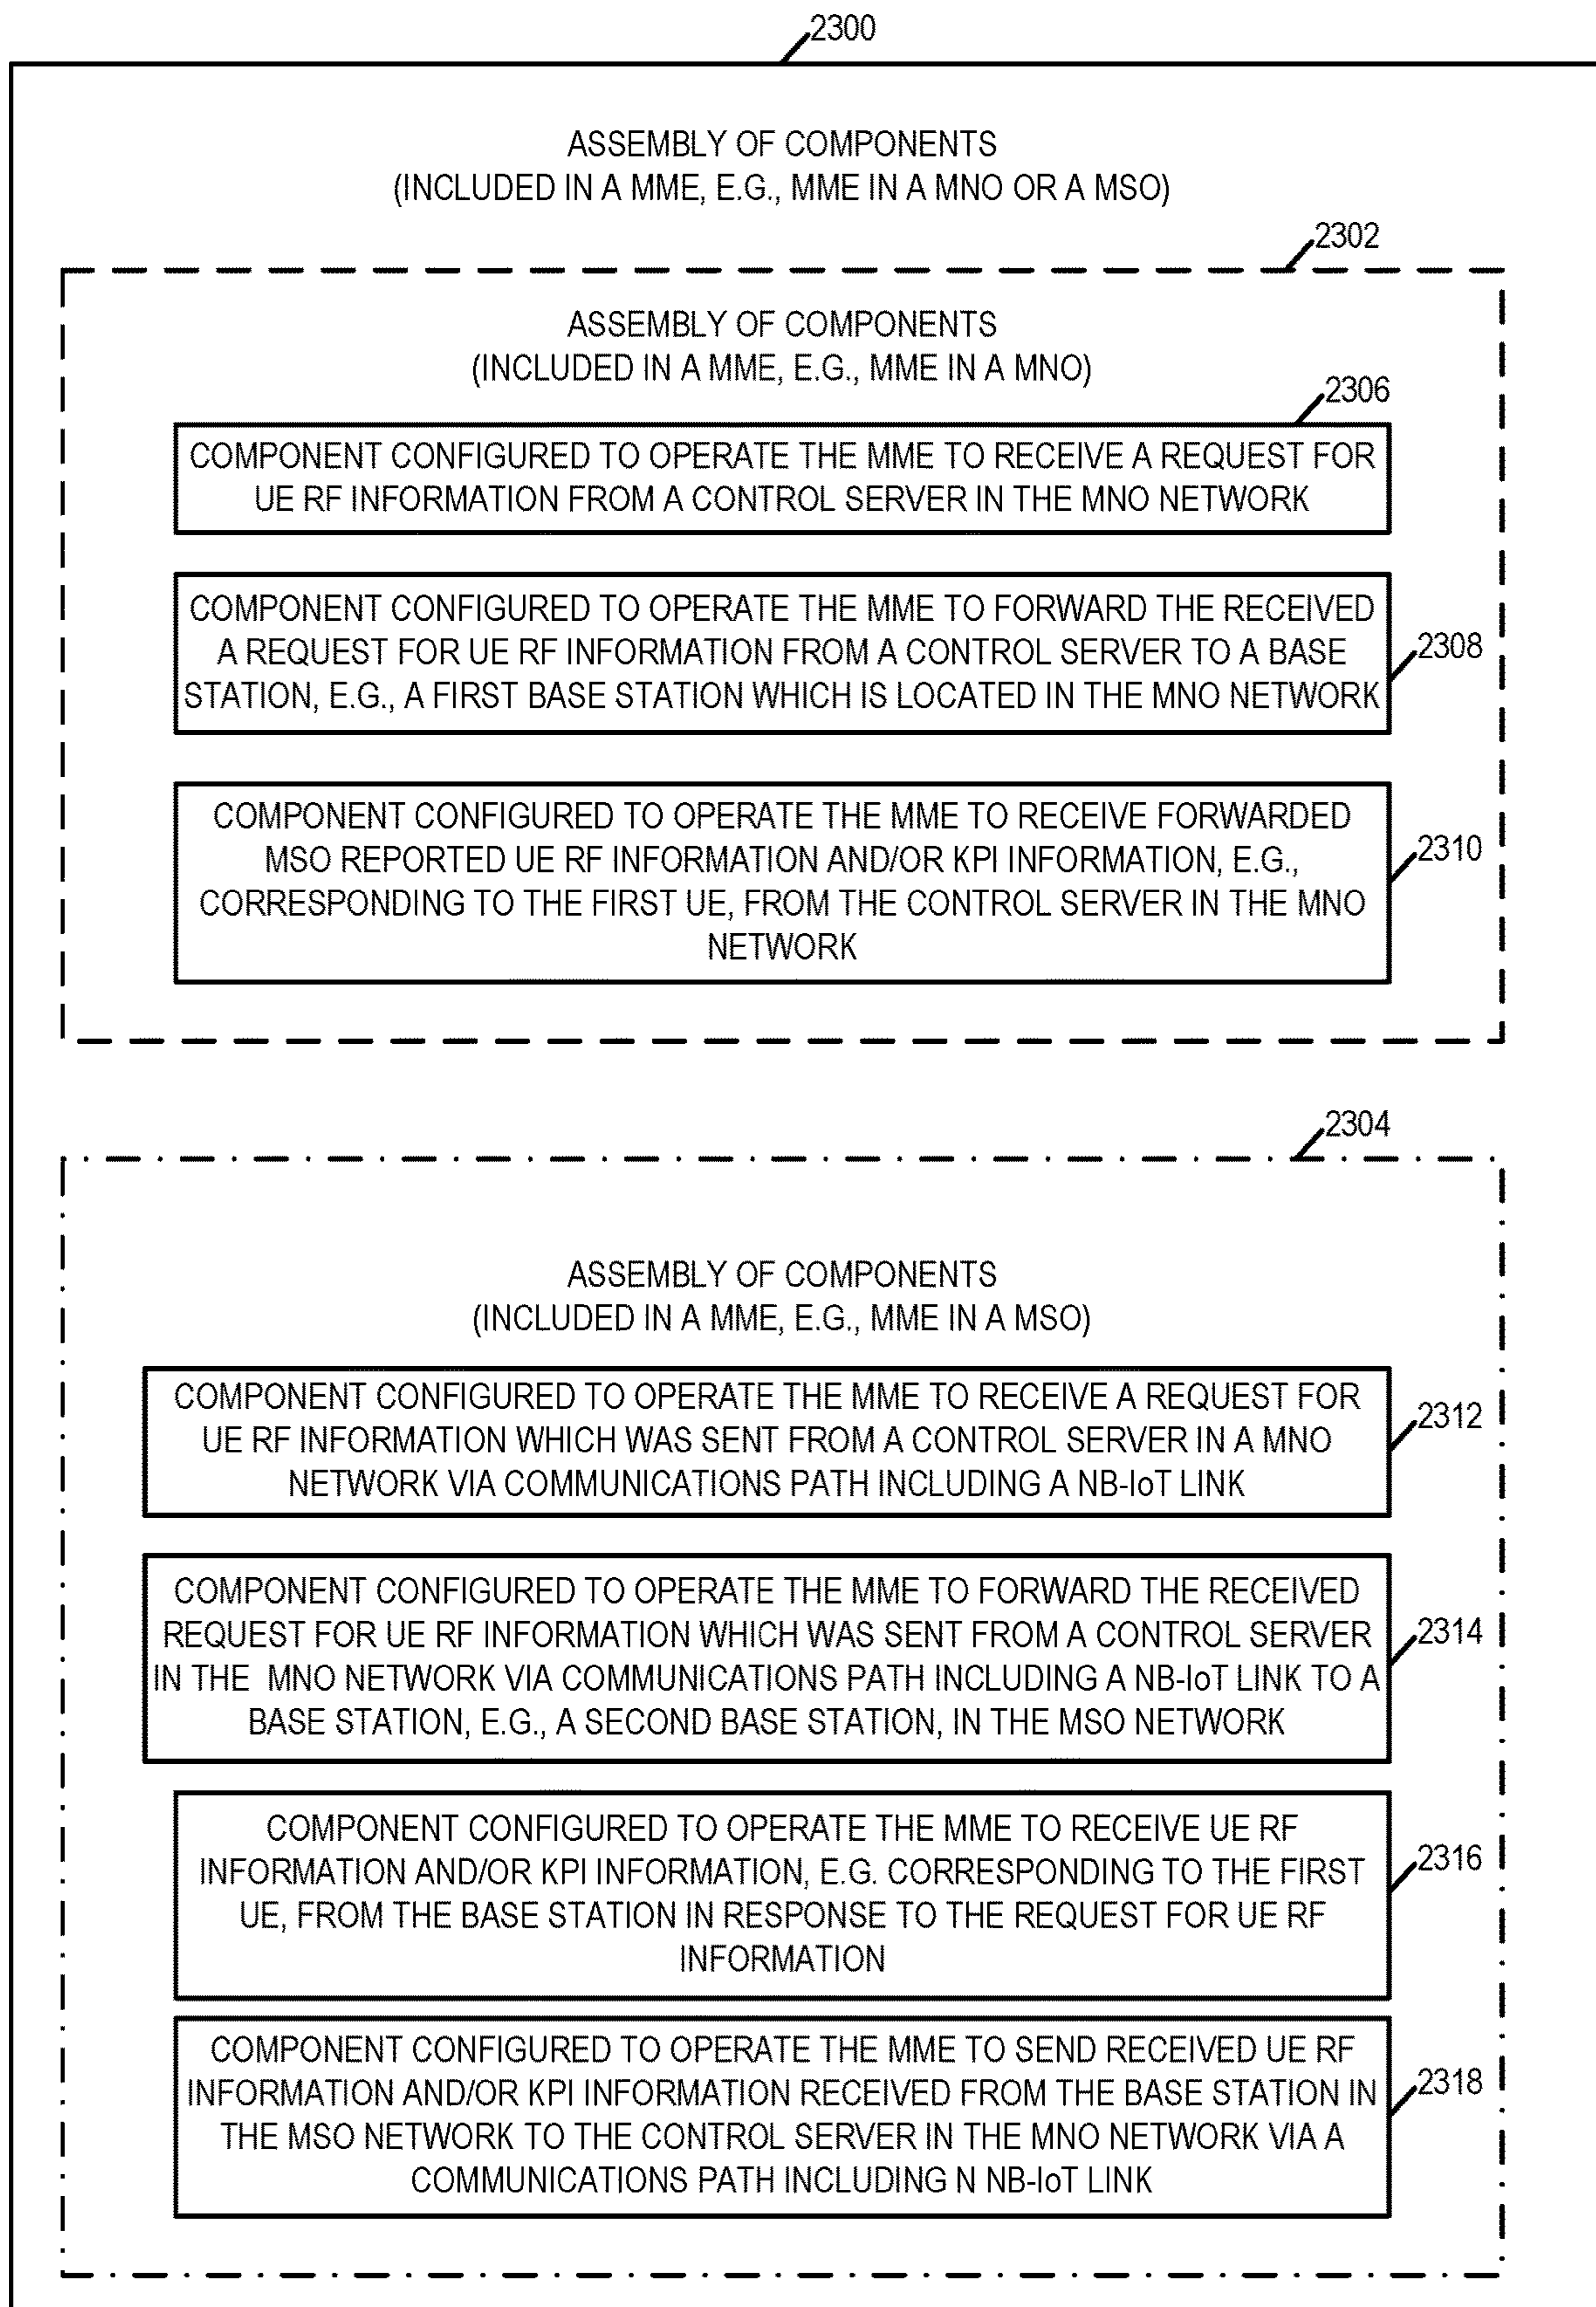 2300
ASSEMBLY OF COMPONENTS
(INCLUDED IN A MME, E.G., MME IN A MNO OR A MSO)
2302
ASSEMBLY OF COMPONENTS
(INCLUDED IN A MME, E.G., MME IN A MNO)
2306
COMPONENT CONFIGURED TO OPERATE THE MME TO RECEIVE A REQUEST FOR
UE RF INFORMATION FROM A CONTROL SERVER IN THE MNO NETWORK
COMPONENT CONFIGURED TO OPERATE THE MME TO FORWARD THE RECEIVED
A REQUEST FOR UE RF INFORMATION FROM A CONTROL SERVER TO A BASE
STATION, E.G., A FIRST BASE STATION WHICH IS LOCATED IN THE MNO NETWORK
2308
COMPONENT CONFIGURED TO OPERATE THE MME TO RECEIVE FORWARDED
MSO REPORTED UE RF INFORMATION AND/OR KPI INFORMATION, E.G.,
CORRESPONDING TO THE FIRST UE, FROM THE CONTROL SERVER IN THE MNO
NETWORK
2310
2304
ASSEMBLY OF COMPONENTS
(INCLUDED IN A MME, E.G., MME IN A MSO)
COMPONENT CONFIGURED TO OPERATE THE MME TO RECEIVE A REQUEST FOR
UE RF INFORMATION WHICH WAS SENT FROM A CONTROL SERVER IN A MNO
NETWORK VIA COMMUNICATIONS PATH INCLUDING A NB-IoT LINK
2312
COMPONENT CONFIGURED TO OPERATE THE MME TO FORWARD THE RECEIVED
REQUEST FOR UE RF INFORMATION WHICH WAS SENT FROM A CONTROL SERVER
IN THE MNO NETWORK VIA COMMUNICATIONS PATH INCLUDING A NB-IoT LINK TO A
BASE STATION, E.G., A SECOND BASE STATION, IN THE MSO NETWORK
2314
COMPONENT CONFIGURED TO OPERATE THE MME TO RECEIVE UE RF
INFORMATION AND/OR KPI INFORMATION, E.G. CORRESPONDING TO THE FIRST
UE, FROM THE BASE STATION IN RESPONSE TO THE REQUEST FOR UE RF
INFORMATION
2316
COMPONENT CONFIGURED TO OPERATE THE MME TO SEND RECEIVED UE RF
INFORMATION AND/OR KPI INFORMATION RECEIVED FROM THE BASE STATION IN
THE MSO NETWORK TO THE CONTROL SERVER IN THE MNO NETWORK VIA A
COMMUNICATIONS PATH INCLUDING N NB-IoT LINK
2318